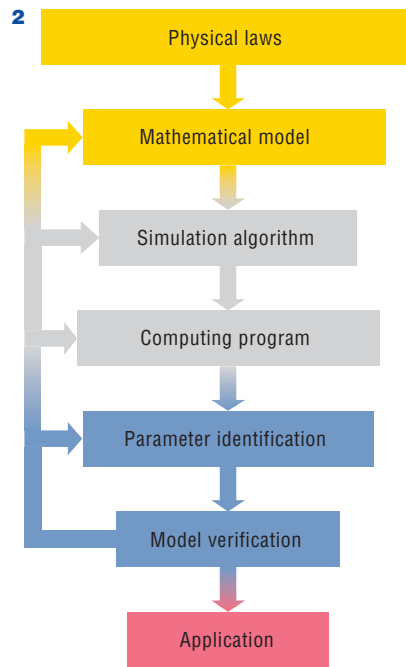 2
Physical laws
Mathematical model
Simulation algorithm
Computing program
Parameter identification
Model verification
Application